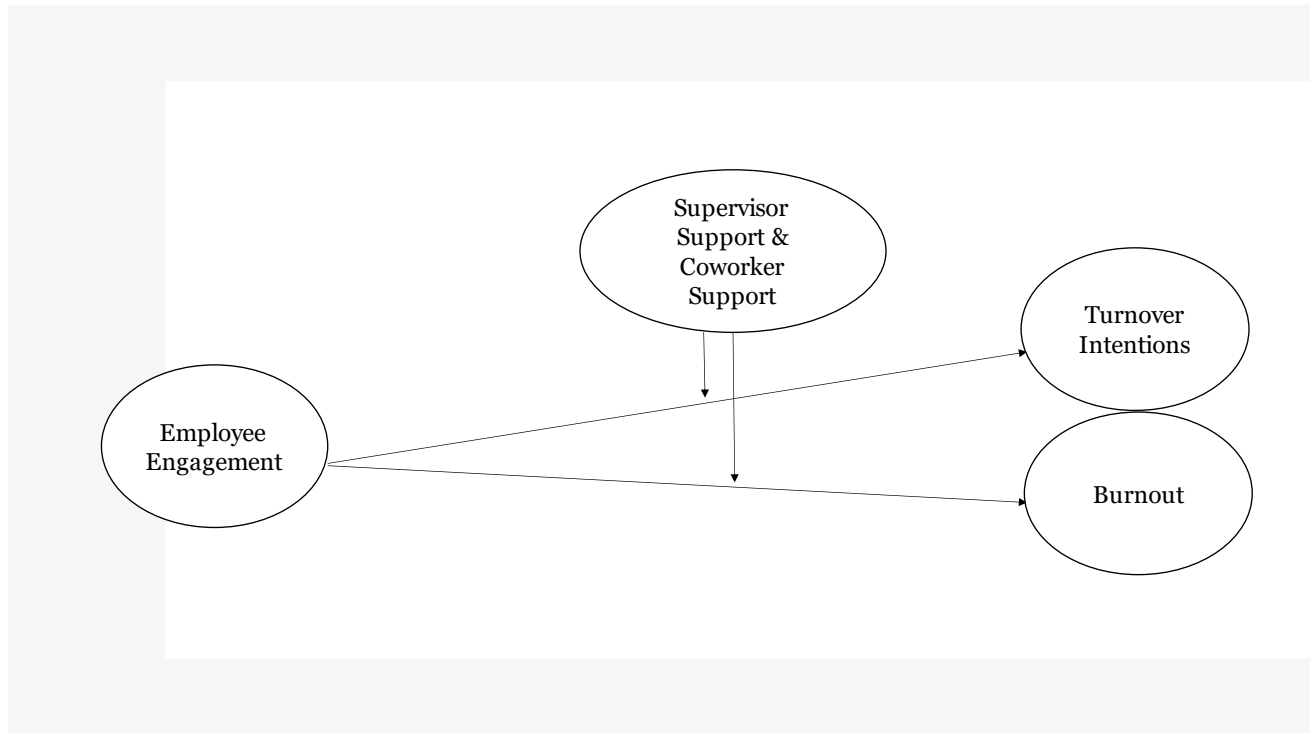 Supervisor
Support &
Coworker
Support
Turnover
Intentions
Employee
Engagement
Burnout